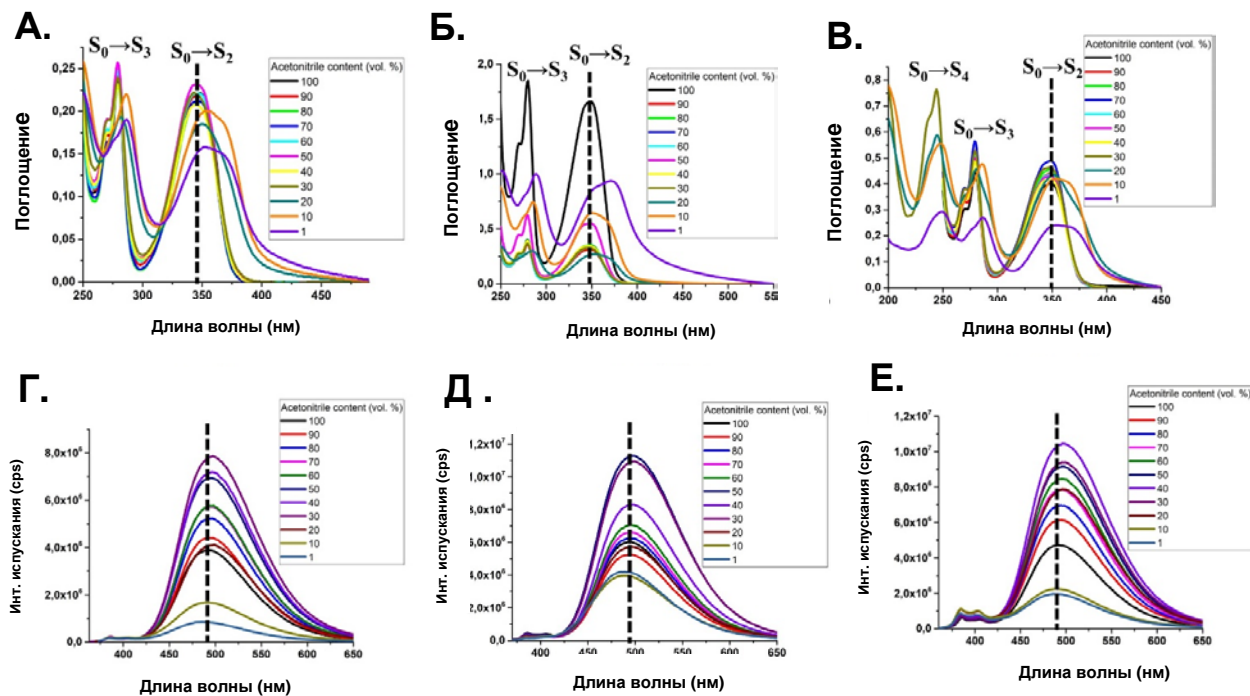 А.
S₀→S₃
S₀→S₂
Acetonitrile content (vol. %)
100
90
80
70
60
50
40
30
20
10
1
0,25
0,20
0,15
0,10
0,05
0,00
Поглощение
250
300
350
400
450
Длина волны (нм)
Б.
S₀→S₃
S₀→S₂
Acetonitrile content (vol. %)
100
90
80
70
60
50
40
30
20
10
1
2,0
1,5
1,0
0,5
0,0
Поглощение
250
300
350
400
450
500
55
Длина волны (нм)
В.
S₀→S₄
S₀→S₃
S₀→S₂
Acetonitrile content (vol. %)
100
90
80
70
60
50
40
30
20
10
1
0,8
0,7
0,6
0,5
0,4
0,3
0,2
0,1
0,0
Поглощение
200
250
300
350
400
450
Длина волны (нм)
Г.
Acetonitrile content (vol. %)
100
90
80
70
60
50
40
30
20
10
1
8,0x10⁶
6,0x10⁶
4,0x10⁶
2,0x10⁶
0,0
Инт. испускания (cps)
400
450
500
550
600
650
Длина волны (нм)
Д .
Acetonitrile content (vol. %)
100
90
80
70
60
50
40
30
20
10
1
1,2x10⁷
1,0x10⁷
8,0x10⁶
6,0x10⁶
4,0x10⁶
2,0x10⁶
0,0
Инт. испускания (cps)
400
450
500
550
600
650
Длина волны (нм)
Е.
Acetonitrile content (vol. %)
100
90
80
70
60
50
40
30
20
10
1
1,2x10⁷
1,0x10⁷
8,0x10⁶
6,0x10⁶
4,0x10⁶
2,0x10⁶
0,0
Инт. испускания (cps)
400
450
500
550
600
650
Длина волны (нм)